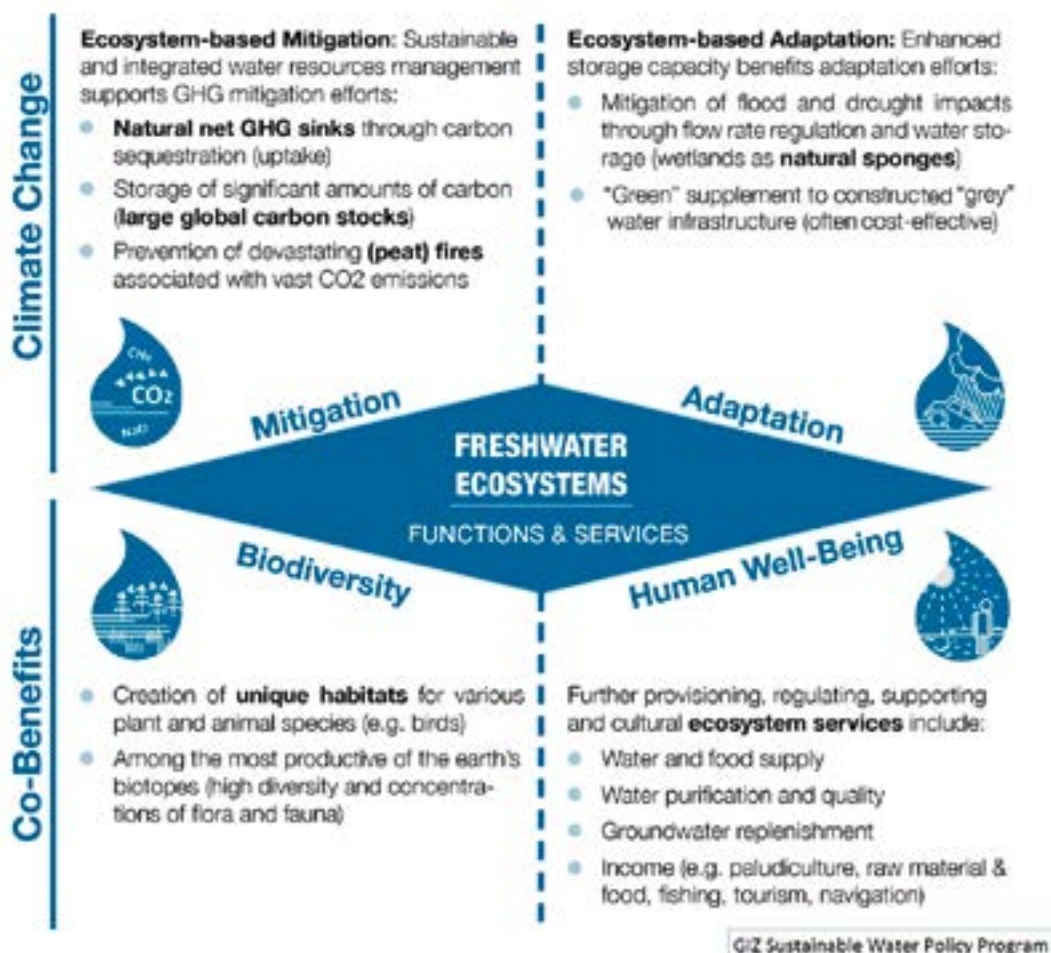 Climate Change
Ecosystem-based Mitigation: Sustainable
and integrated water resources management
supports GHG mitigation efforts:
Natural net GHG sinks through carbon
sequestration (uptake)
Storage of significant amounts of carbon
(large global carbon stocks)
Prevention of devastating (peat) fires
associated with vast CO2 emissions
Ecosystem-based Adaptation: Enhanced
storage capacity benefits adaptation efforts:
Mitigation of flood and drought impacts
through flow rate regulation and water sto-
rage (wetlands as natural sponges)
"Green" supplement to constructed "grey"
water infrastructure (often cost-effective)
CH4
CO2
N2O
Mitigation
Adaptation
FRESHWATER
ECOSYSTEMS
FUNCTIONS & SERVICES
Biodiversity
Human Well-Being
Co-Benefits
Creation of unique habitats for various
plant and animal species (e.g. birds)
Among the most productive of the earth's
biotopes (high diversity and concentra-
tions of flora and fauna)
Further provisioning, regulating, supporting
and cultural ecosystem services include:
Water and food supply
Water purification and quality
Groundwater replenishment
Income (e.g. paludiculture, raw material &
food, fishing, tourism, navigation)
GIZ Sustainable Water Policy Program